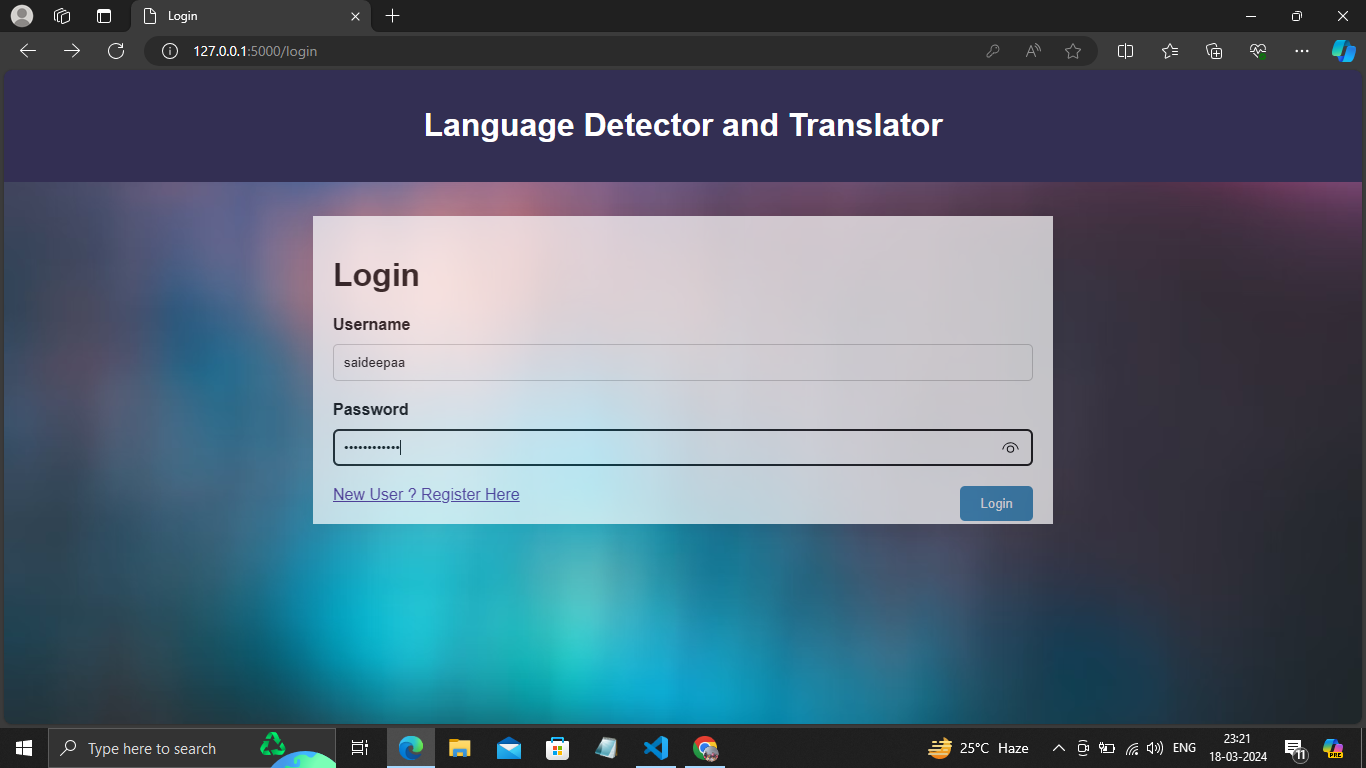 Login
127.0.0.1:5000/login
Language Detector and Translator
Login
Username
saideepaa
Password
••••••••••••
New User ? Register Here
Login
Type here to search
25°C Haze
ENG
23:21
18-03-2024
11
PRE